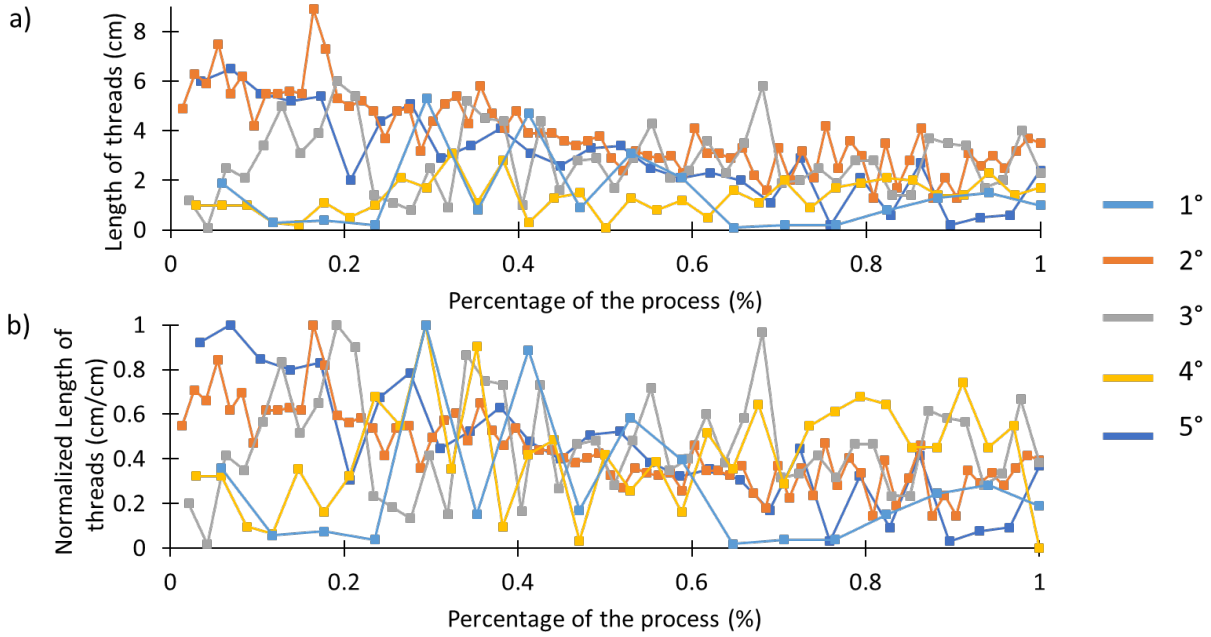 a)
Length of threads (cm)
8
6
4
2
0
0 0.2 0.4 0.6 0.8 1
Percentage of the process (%)
b)
Normalized Length of
threads (cm/cm)
1
0.8
0.6
0.4
0.2
0
0 0.2 0.4 0.6 0.8 1
Percentage of the process (%)
1°
2°
3°
4°
5°